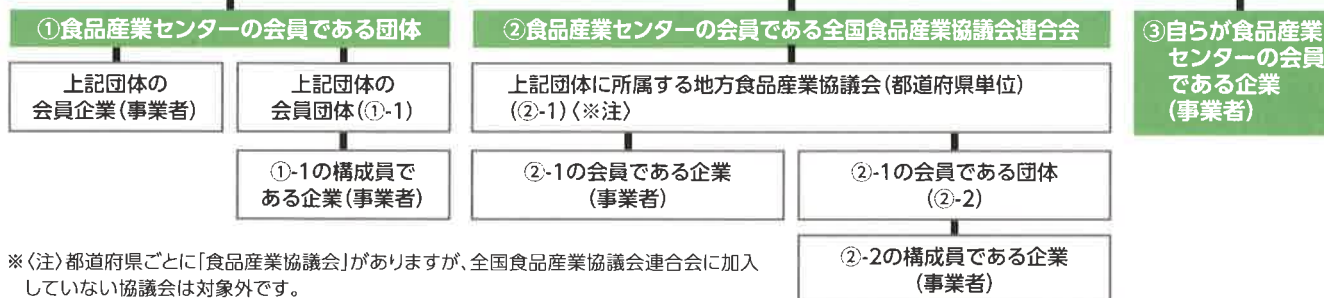 ①食品産業センターの会員である団体
上記団体の
会員企業(事業者)
上記団体の
会員団体(①-1)
①-1の構成員で
ある企業(事業者)
②食品産業センターの会員である全国食品産業協議会連合会
上記団体に所属する地方食品産業協議会(都道府県単位)
(②-1)〈※注〉
②-1の会員である企業
(事業者)
②-1の会員である団体
(②-2)
②-2の構成員である企業
(事業者)
③自らが食品産業
センターの会員
である企業
(事業者)
※〈注〉都道府県ごとに「食品産業協議会」がありますが、全国食品産業協議会連合会に加入
していない協議会は対象外です。